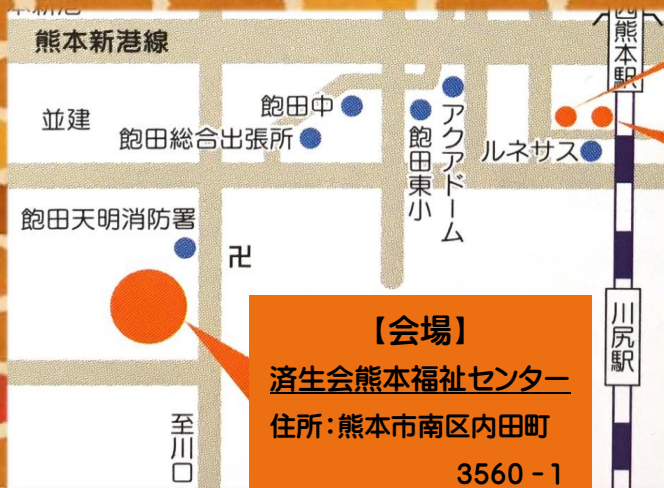 本新港
熊本新港線
西熊本駅
並建
飽田中
飽田総合出張所
アクアドーム
飽田東小
ルネサス
飽田天明消防署
卍
川尻駅
至川口
【会場】
済生会熊本福祉センター
住所:熊本市南区内田町
3560-1